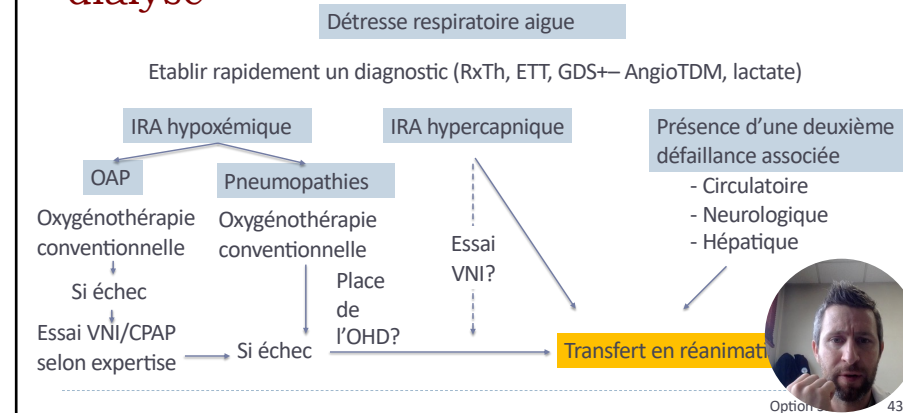 dialyse
Détresse respiratoire aigue
Etablir rapidement un diagnostic (RxTh, ETT, GDS+– AngioTDM, lactate)
IRA hypoxémique
IRA hypercapnique
Présence d'une deuxième
défaillance associée
- Circulatoire
- Neurologique
- Hépatique
OAP
Pneumopathies
Oxygénothérapie
conventionnelle
Oxygénothérapie
conventionnelle
Si échec
Essai VNI/CPAP
selon expertise
Si échec
Place
de
l'OHD?
Essai
VNI?
Transfert en
Option
43